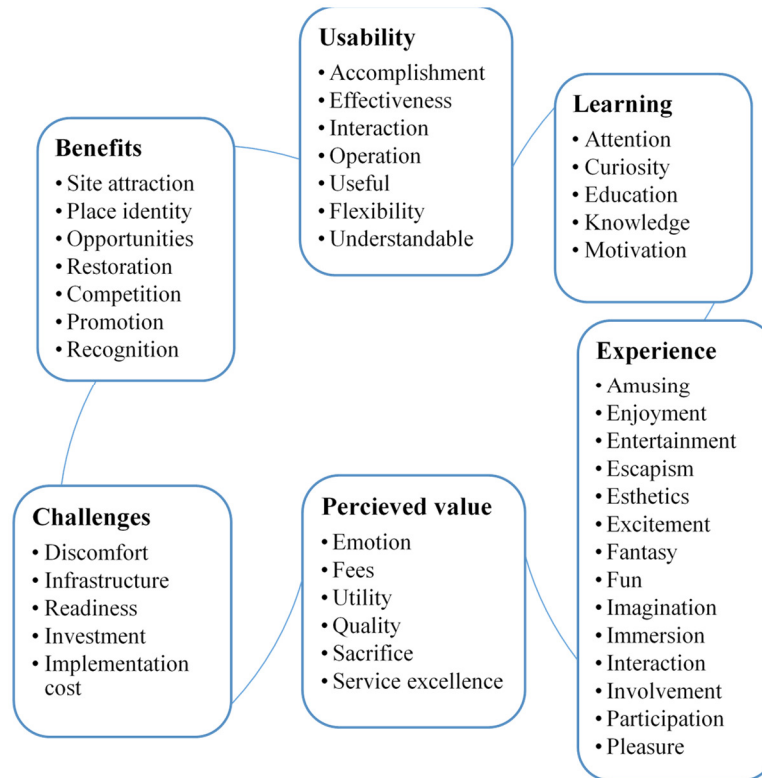 Usability
• Accomplishment
• Effectiveness
• Interaction
• Operation
• Useful
• Flexibility
• Understandable
Learning
• Attention
• Curiosity
• Education
• Knowledge
• Motivation
Experience
• Amusing
• Enjoyment
• Entertainment
• Escapism
• Esthetics
• Excitement
• Fantasy
• Fun
• Imagination
• Immersion
• Interaction
• Involvement
• Participation
• Pleasure
Percieved value
• Emotion
• Fees
• Utility
• Quality
• Sacrifice
• Service excellence
Challenges
• Discomfort
• Infrastructure
• Readiness
• Investment
• Implementation
cost
Benefits
• Site attraction
• Place identity
• Opportunities
• Restoration
• Competition
• Promotion
• Recognition